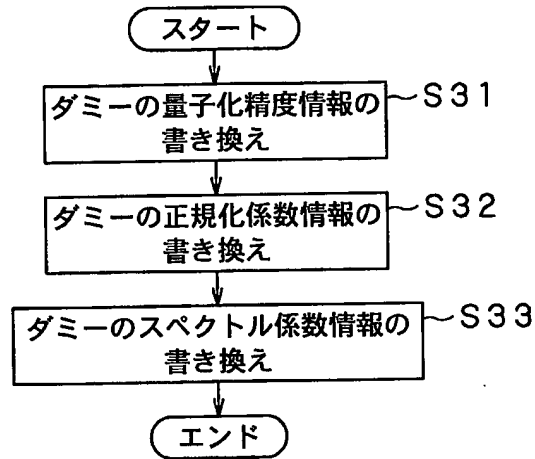 スタート
ダミーの量子化精度情報の
書き換え
S31
ダミーの正規化係数情報の
書き換え
S32
ダミーのスペクトル係数情報の
書き換え
S33
エンド